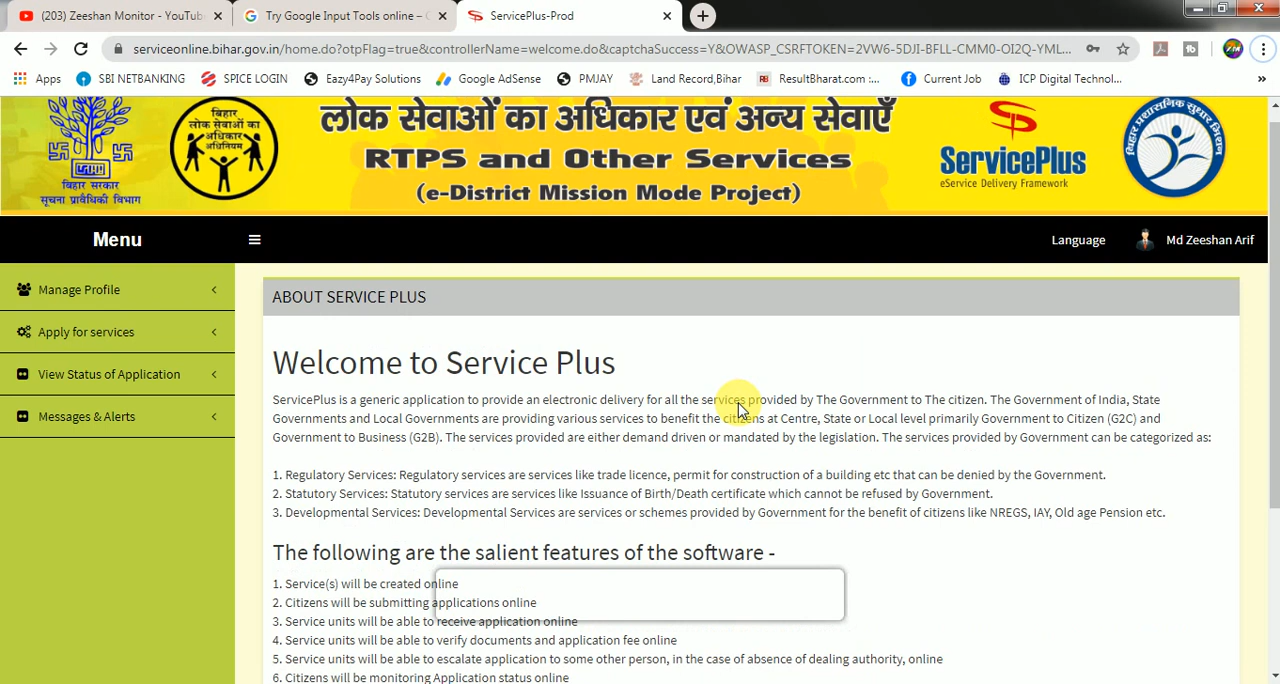 (203) Zeeshan Monitor - YouTub
Try Google Input Tools online – G
ServicePlus-Prod
serviceonline.bihar.gov.in/home.do?otpFlag=true&controllerName=welcome.do&captchaSuccess=Y&OWASP_CSRFTOKEN=2VW6-5DJI-BFLL-CMM0-OI2Q-YML...
Apps
SBI NETBANKING
SPICE LOGIN
Eazy4Pay Solutions
Google AdSense
PMJAY
Land Record,Bihar
ResultBharat.com :...
Current Job
ICP Digital Technol...
»
बिहार सरकार
सूचना प्रावैधिकी विभाग
बिहार
लोक सेवाओं का
अधिकार
अधिनियम
लोक सेवाओं का अधिकार एवं अन्य सेवाएँ
RTPS and Other Services
(e-District Mission Mode Project)
ServicePlus
eService Delivery Framework
Menu
Language
Md Zeeshan Arif
Manage Profile
Apply for services
View Status of Application
Messages & Alerts
ABOUT SERVICE PLUS
Welcome to Service Plus
ServicePlus is a generic application to provide an electronic delivery for all the services provided by The Government to The citizen. The Government of India, State
Governments and Local Governments are providing various services to benefit the citizens at Centre, State or Local level primarily Government to Citizen (G2C) and
Government to Business (G2B). The services provided are either demand driven or mandated by the legislation. The services provided by Government can be categorized as:
1. Regulatory Services: Regulatory services are services like trade licence, permit for construction of a building etc that can be denied by the Government.
2. Statutory Services: Statutory services are services like Issuance of Birth/Death certificate which cannot be refused by Government.
3. Developmental Services: Developmental Services are services or schemes provided by Government for the benefit of citizens like NREGS, IAY, Old age Pension etc.
The following are the salient features of the software -
1. Service(s) will be created online
2. Citizens will be submitting applications online
3. Service units will be able to receive application online
4. Service units will be able to verify documents and application fee online
5. Service units will be able to escalate application to some other person, in the case of absence of dealing authority, online
6. Citizens will be monitoring Application status online